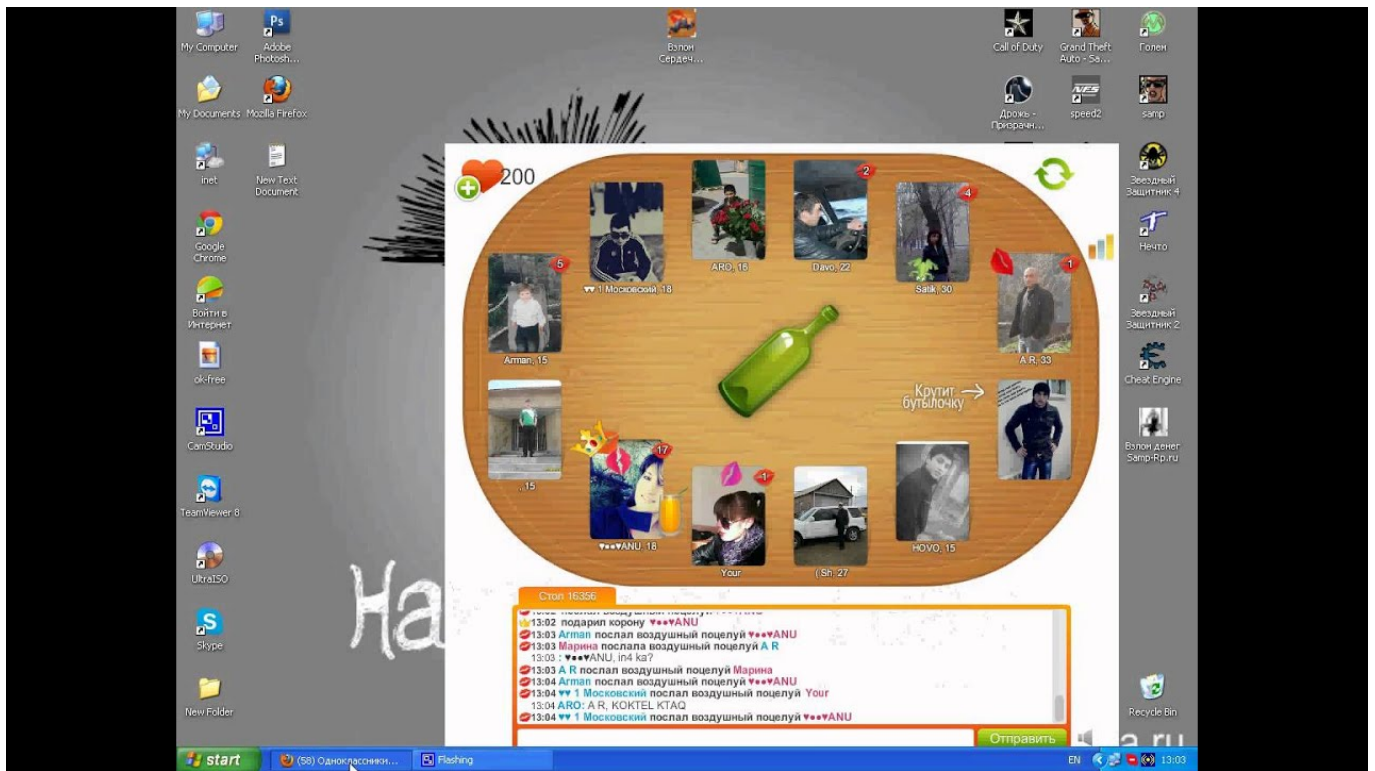 My Computer
Adobe
Photosh...
Взлом
Сердеч...
Call of Duty
Grand Theft
Auto - Sa...
Голен
My Documents
Mozilla Firefox
Дрожь -
Призрачн...
speed2
samp
inet
New Text
Document
Звездный
Защитник 4
Google
Chrome
Нечто
Войти в
Интернет
Звездный
Защитник 2
ok-free
Cheat Engine
CamStudio
Взлом денег
Samp-Rp.ru
TeamViewer 8
UltraISO
Skype
New Folder
Recycle Bin
На
200
♥♥ 1 Московский, 18
ARO, 16
Davo, 22
2
Satik, 30
4
A R, 33
1
Arman, 15
5
Крутит
бутылочку
., 15
♥●●♥ANU, 18
17
Your
-1
(Sh, 27
HOVO, 15
Стол 16356
13:02 подарил корону ♥●●♥ANU
13:03 Arman послал воздушный поцелуй ♥●●♥ANU
13:03 Марина послала воздушный поцелуй A R
13:03 : ♥●●♥ANU, in4 ka?
13:03 A R послал воздушный поцелуй Марина
13:04 Arman послал воздушный поцелуй ♥●●♥ANU
13:04 ♥♥ 1 Московский послал воздушный поцелуй Your
13:04 ARO: A R, KOKTEL KTAQ
13:04 ♥♥ 1 Московский послал воздушный поцелуй ♥●●♥ANU
Отправить
a.ru
start
(58) Одноклассники...
Flashing
EN
13:03